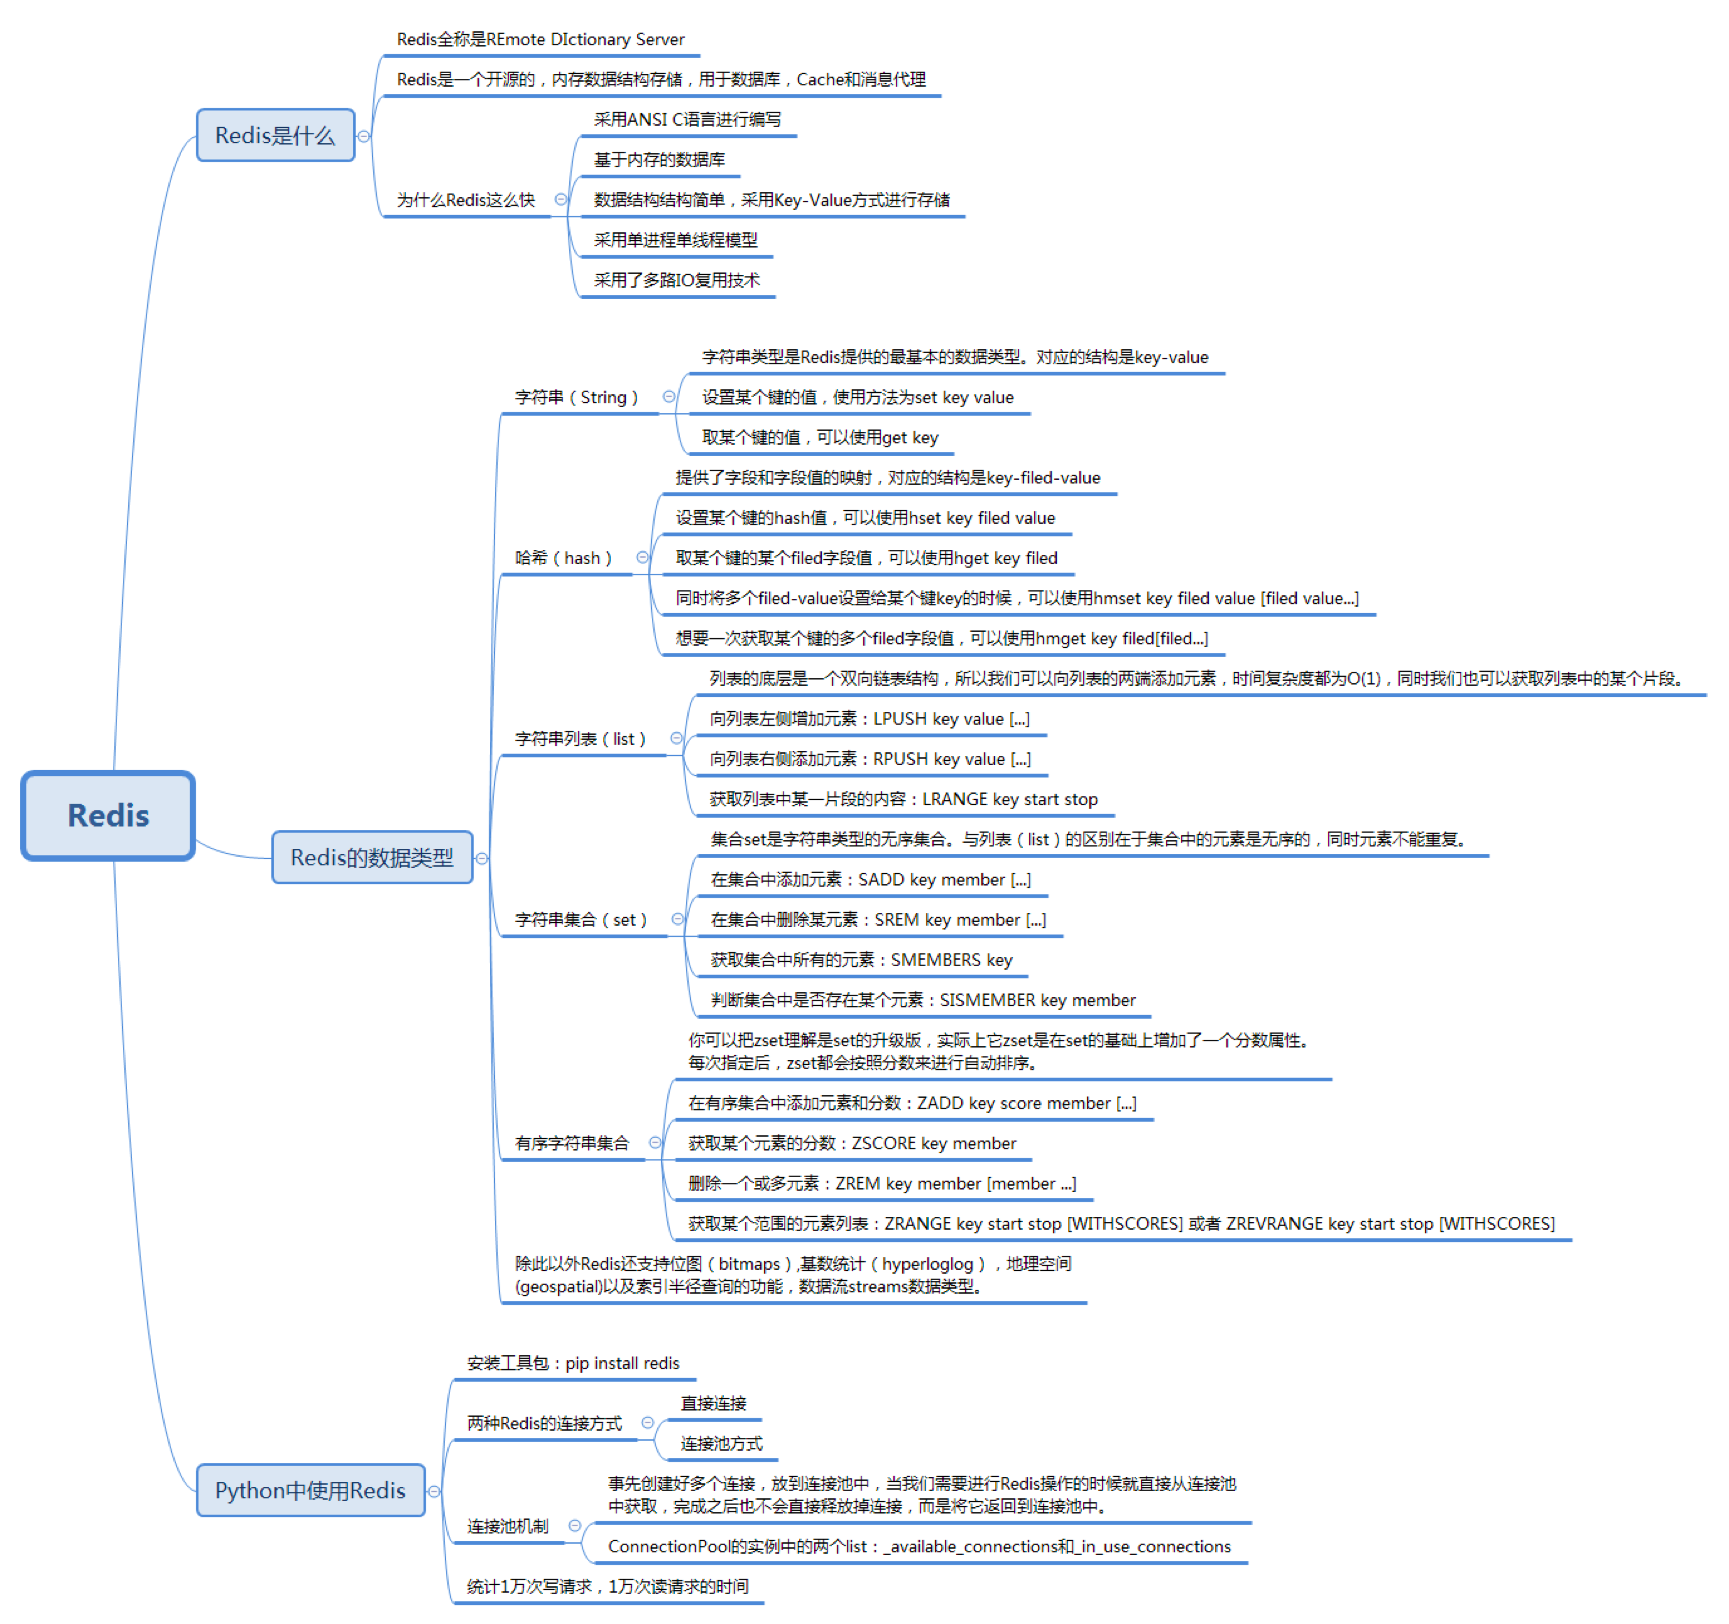 Redis
Redis是什么
Redis全称是REmote DIctionary Server
Redis是一个开源的，内存数据结构存储，用于数据库，Cache和消息代理
为什么Redis这么快
采用ANSI C语言进行编写
基于内存的数据库
数据结构结构简单，采用Key-Value方式进行存储
采用单进程单线程模型
采用了多路IO复用技术
Redis的数据类型
字符串（String）
字符串类型是Redis提供的最基本的数据类型。对应的结构是key-value
设置某个键的值，使用方法为set key value
取某个键的值，可以使用get key
哈希（hash）
提供了字段和字段值的映射，对应的结构是key-filed-value
设置某个键的hash值，可以使用hset key filed value
取某个键的某个filed字段值，可以使用hget key filed
同时将多个filed-value设置给某个键key的时候，可以使用hmset key filed value [filed value...]
想要一次获取某个键的多个filed字段值，可以使用hmget key filed[filed...]
字符串列表（list）
列表的底层是一个双向链表结构，所以我们可以向列表的两端添加元素，时间复杂度都为O(1)，同时我们也可以获取列表中的某个片段。
向列表左侧增加元素：LPUSH key value [...]
向列表右侧添加元素：RPUSH key value [...]
获取列表中某一片段的内容：LRANGE key start stop
字符串集合（set）
集合set是字符串类型的无序集合。与列表（list）的区别在于集合中的元素是无序的，同时元素不能重复。
在集合中添加元素：SADD key member [...]
在集合中删除某元素：SREM key member [...]
获取集合中所有的元素：SMEMBERS key
判断集合中是否存在某个元素：SISMEMBER key member
有序字符串集合
你可以把zset理解是set的升级版，实际上它zset是在set的基础上增加了一个分数属性。
每次指定后，zset都会按照分数来进行自动排序。
在有序集合中添加元素和分数：ZADD key score member [...]
获取某个元素的分数：ZSCORE key member
删除一个或多元素：ZREM key member [member ...]
获取某个范围的元素列表：ZRANGE key start stop [WITHSCORES] 或者 ZREVRANGE key start stop [WITHSCORES]
除此以外Redis还支持位图（bitmaps）,基数统计（hyperloglog），地理空间
(geospatial)以及索引半径查询的功能，数据流streams数据类型。
Python中使用Redis
安装工具包：pip install redis
两种Redis的连接方式
直接连接
连接池方式
连接池机制
事先创建好多个连接，放到连接池中，当我们需要进行Redis操作的时候就直接从连接池
中获取，完成之后也不会直接释放掉连接，而是将它返回到连接池中。
ConnectionPool的实例中的两个list：_available_connections和_in_use_connections
统计1万次写请求，1万次读请求的时间